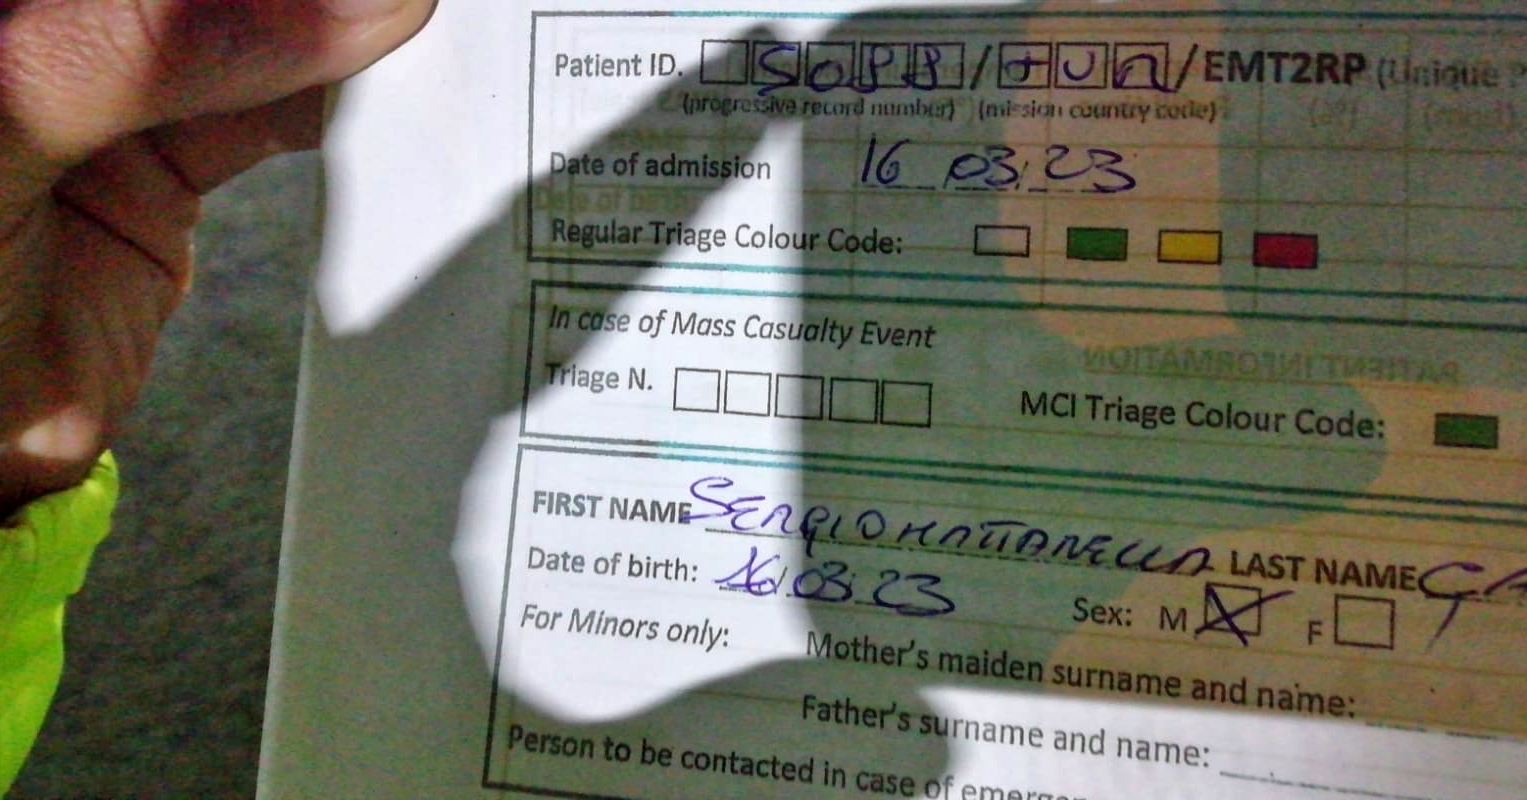 Patient ID. / TUR / EMT2RP (Unique P
(progressive record number) (mission country code)
Date of admission 16 03 23
Regular Triage Colour Code:
In case of Mass Casualty Event
Triage N.
MCI Triage Colour Code:
PATIENT INFORMATION
FIRST NAME SERGIO MATTARELLA LAST NAME
Date of birth: 16 03 23 Sex: M F
For Minors only: Mother's maiden surname and name:
Father's surname and name:
Person to be contacted in case of